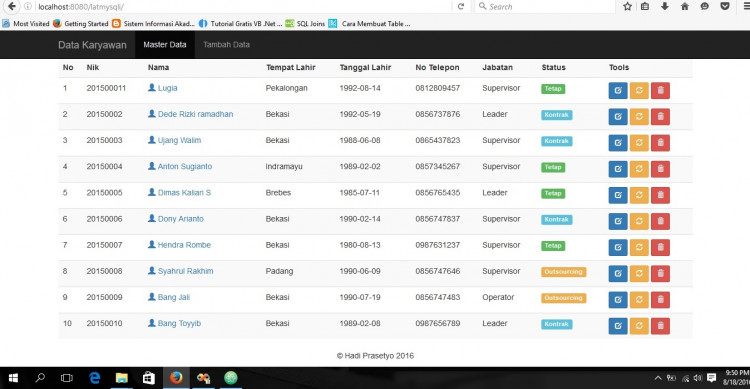 localhost:8080/latmysqli/
Search
Most Visited Getting Started Sistem Informasi Akad... Tutorial Gratis VB .Net ... SQL Joins Cara Membuat Table ...
Data Karyawan Master Data Tambah Data
No Nik Nama Tempat Lahir Tanggal Lahir No Telepon Jabatan Status Tools
1 201500011 Lugia Pekalongan 1992-08-14 0812809457 Supervisor Tetap
2 20150002 Dede Rizki ramadhan Bekasi 1992-05-19 0856737876 Leader Kontrak
3 20150003 Ujang Walim Bekasi 1988-06-08 0865437823 Supervisor Kontrak
4 20150004 Anton Sugianto Indramayu 1989-02-02 0857345267 Supervisor Tetap
5 20150005 Dimas Kalian S Brebes 1985-07-11 0856765435 Leader Tetap
6 20150006 Dony Arianto Bekasi 1990-02-14 0856747837 Supervisor Kontrak
7 20150007 Hendra Rombe Bekasi 1980-08-13 0987631237 Supervisor Tetap
8 20150008 Syahrul Rakhim Padang 1990-06-09 0856747646 Supervisor Outsourcing
9 20150009 Bang Jali Bekasi 1990-07-19 0856747483 Operator Outsourcing
10 20150010 Bang Toyyib Bekasi 1989-02-08 0987656789 Leader Kontrak
© Hadi Prasetyo 2016
9:50 PM
8/18/201